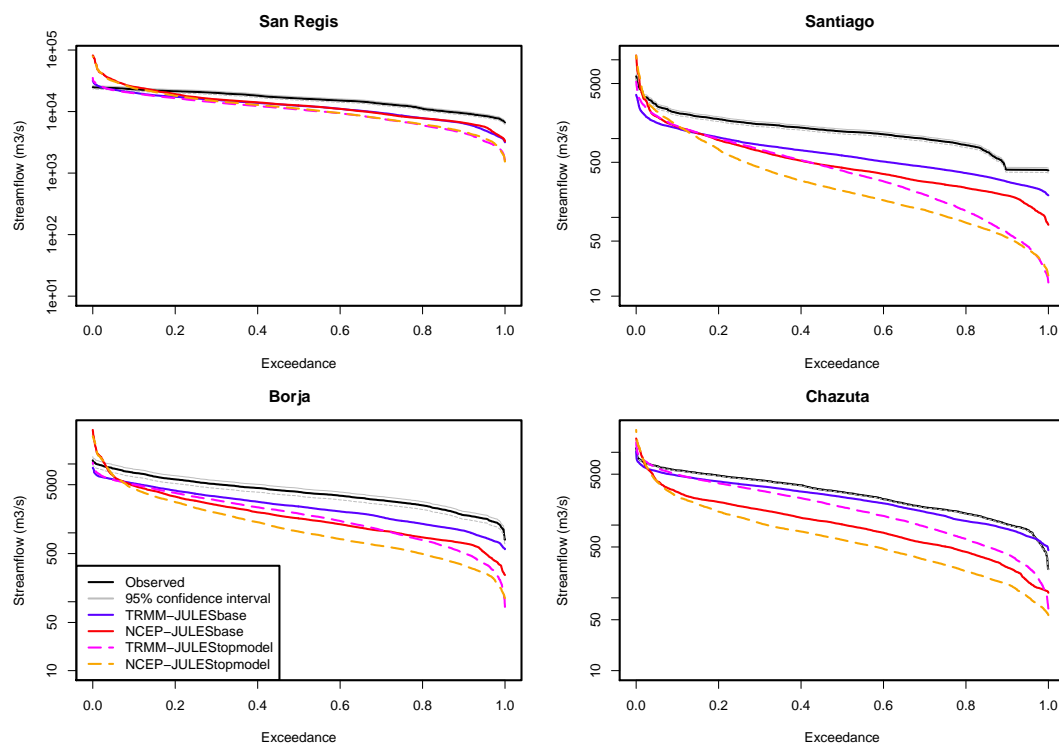 San Regis
Streamflow (m3/s)
1e+05
1e+04
1e+03
1e+02
1e+01
0.0 0.2 0.4 0.6 0.8 1.0
Exceedance
Santiago
Streamflow (m3/s)
5000
500
50
10
0.0 0.2 0.4 0.6 0.8 1.0
Exceedance
Borja
Streamflow (m3/s)
5000
500
50
10
Observed
95% confidence interval
TRMM−JULESbase
NCEP−JULESbase
TRMM−JULEStopmodel
NCEP−JULEStopmodel
0.0 0.2 0.4 0.6 0.8 1.0
Exceedance
Chazuta
Streamflow (m3/s)
5000
500
50
10
0.0 0.2 0.4 0.6 0.8 1.0
Exceedance